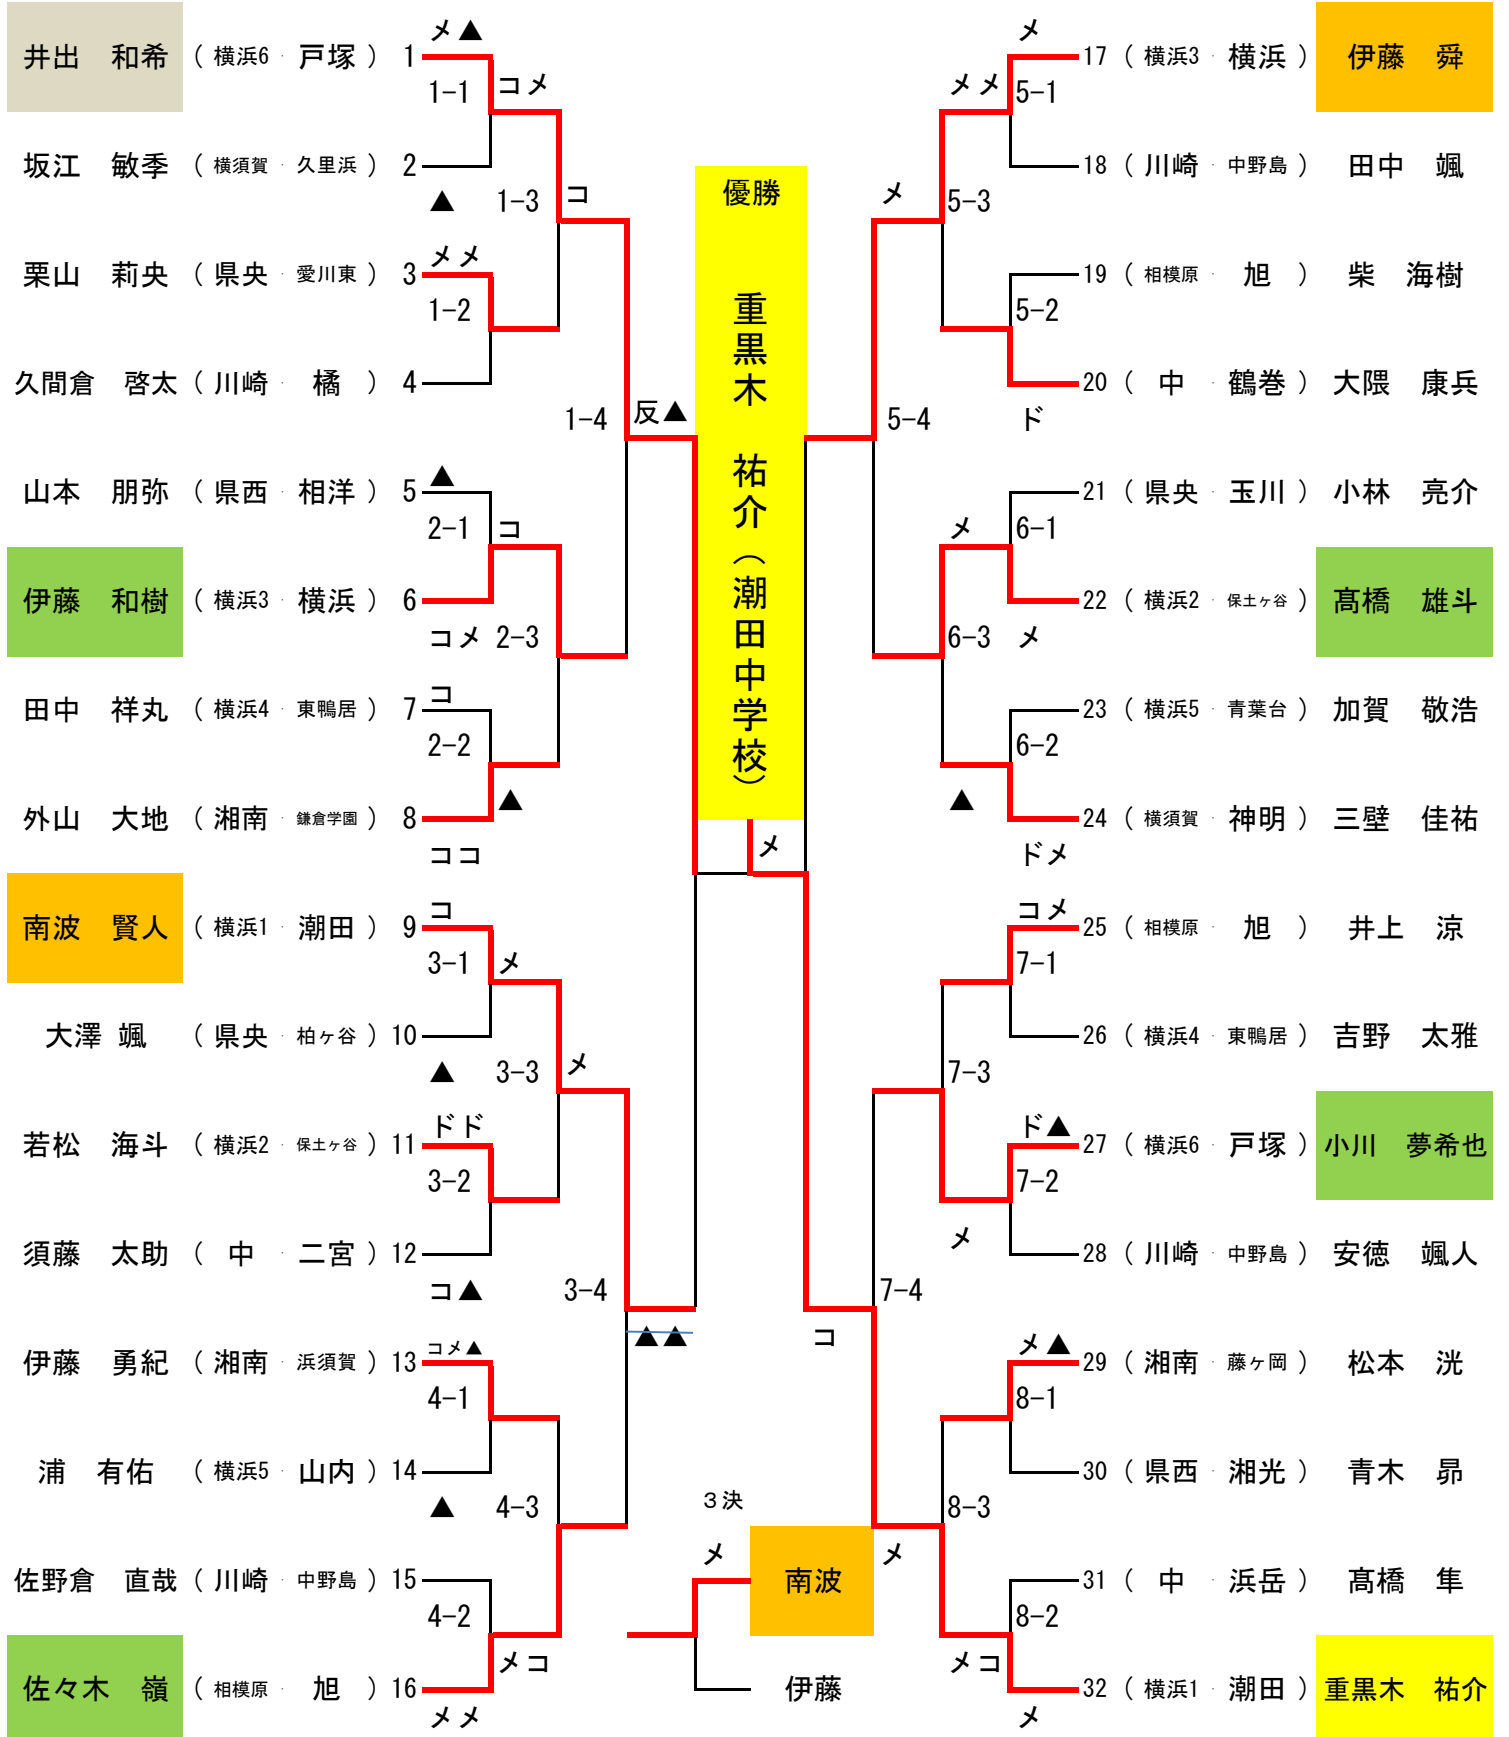 メ▲
井出　和希 （ 横浜6 · 戸塚 ） 1
1-1
コメ
坂江　敏季 （ 横須賀 · 久里浜 ） 2
▲
1-3
コ
メメ
栗山　莉央 （ 県央 · 愛川東 ） 3
1-2
久間倉　啓太 （ 川崎 · 橘 ） 4
1-4
反▲
▲
山本　朋弥 （ 県西 · 相洋 ） 5
2-1
コ
伊藤　和樹 （ 横浜3 · 横浜 ） 6
コメ
2-3
コ
田中　祥丸 （ 横浜4 · 東鴨居 ） 7
2-2
▲
外山　大地 （ 湘南 · 鎌倉学園 ） 8
ココ
コ
南波　賢人 （ 横浜1 · 潮田 ） 9
3-1
メ
大澤 颯 （ 県央 · 柏ヶ谷 ） 10
▲
3-3
メ
ドド
若松　海斗 （ 横浜2 · 保土ヶ谷 ） 11
3-2
須藤　太助 （ 中 · 二宮 ） 12
コ▲
3-4
▲▲
コメ▲
伊藤　勇紀 （ 湘南 · 浜須賀 ） 13
4-1
浦　有佑 （ 横浜5 · 山内 ） 14
▲
4-3
佐野倉　直哉 （ 川崎 · 中野島 ） 15
4-2
メコ
佐々木　嶺 （ 相模原 · 旭 ） 16
メメ
優勝
重黒木　祐介（潮田中学校）
メ
３決
メ
南波
伊藤
メ
17 （ 横浜3 · 横浜 ） 伊藤　舜
メメ
5-1
18 （ 川崎 · 中野島 ） 田中　颯
メ
5-3
19 （ 相模原 · 旭 ） 柴　海樹
5-2
20 （ 中 · 鶴巻 ） 大隈　康兵
ド
5-4
21 （ 県央 · 玉川 ） 小林　亮介
メ
6-1
22 （ 横浜2 · 保土ヶ谷 ） 髙橋　雄斗
6-3
メ
23 （ 横浜5 · 青葉台 ） 加賀　敬浩
6-2
▲
24 （ 横須賀 · 神明 ） 三壁　佳祐
ドメ
コメ
25 （ 相模原 · 旭 ） 井上　涼
7-1
26 （ 横浜4 · 東鴨居 ） 吉野　太雅
7-3
ド▲
27 （ 横浜6 · 戸塚 ） 小川　夢希也
7-2
メ
28 （ 川崎 · 中野島 ） 安徳　颯人
7-4
コ
メ▲
29 （ 湘南 · 藤ヶ岡 ） 松本　洸
8-1
30 （ 県西 · 湘光 ） 青木　昴
8-3
メ
31 （ 中 · 浜岳 ） 髙橋　隼
8-2
メコ
32 （ 横浜1 · 潮田 ） 重黒木　祐介
メ